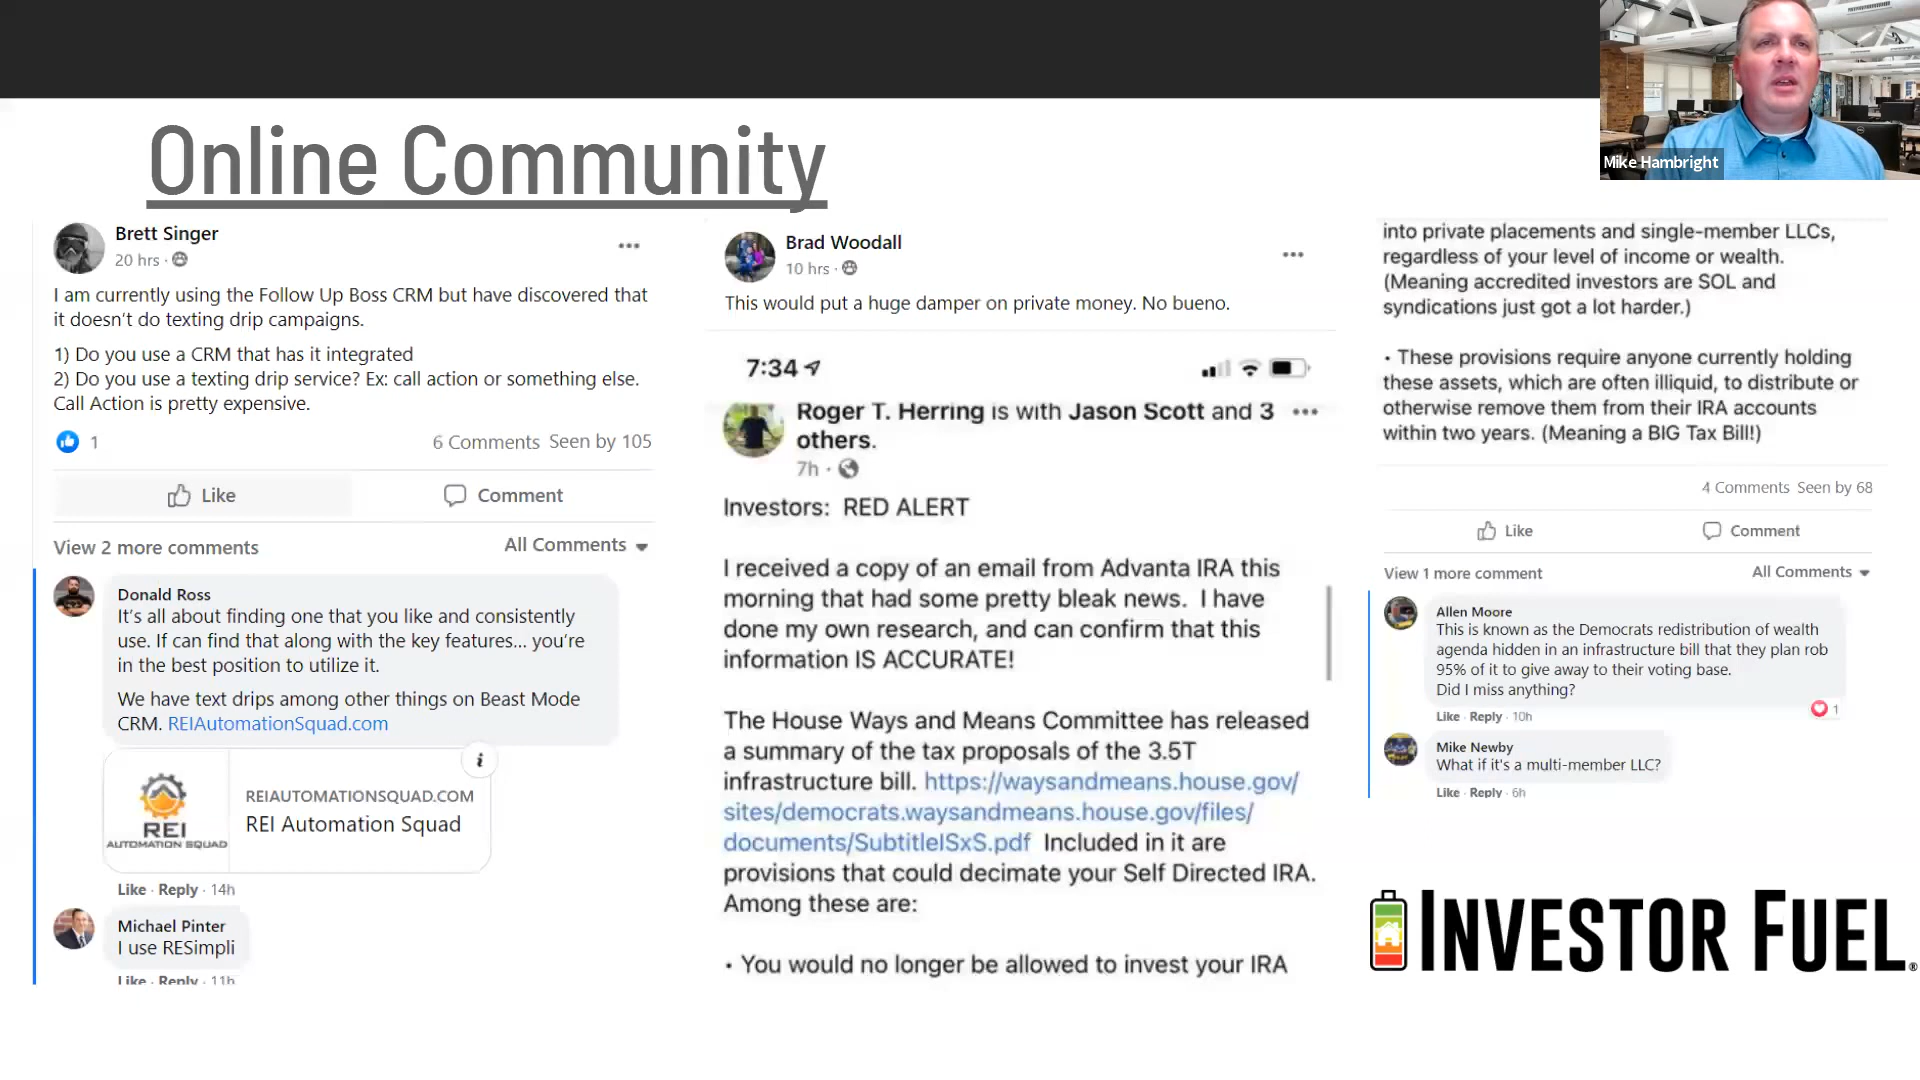 Mike Hambright
Online Community
Brett Singer
20 hrs ·
I am currently using the Follow Up Boss CRM but have discovered that
it doesn't do texting drip campaigns.
1) Do you use a CRM that has it integrated
2) Do you use a texting drip service? Ex: call action or something else.
Call Action is pretty expensive.
1
6 Comments Seen by 105
Like
Comment
View 2 more comments
All Comments
Donald Ross
It's all about finding one that you like and consistently
use. If can find that along with the key features... you're
in the best position to utilize it.
We have text drips among other things on Beast Mode
CRM. REIAutomationSquad.com
REI
AUTOMATION SQUAD
REIAUTOMATIONSQUAD.COM
REI Automation Squad
i
Like · Reply · 14h
Michael Pinter
I use RESimpli
Like · Reply · 11h
Brad Woodall
10 hrs ·
This would put a huge damper on private money. No bueno.
7:34
Roger T. Herring is with Jason Scott and 3
others.
7h ·
Investors: RED ALERT
I received a copy of an email from Advanta IRA this
morning that had some pretty bleak news. I have
done my own research, and can confirm that this
information IS ACCURATE!
The House Ways and Means Committee has released
a summary of the tax proposals of the 3.5T
infrastructure bill. https://waysandmeans.house.gov/
sites/democrats.waysandmeans.house.gov/files/
documents/SubtitleISxS.pdf Included in it are
provisions that could decimate your Self Directed IRA.
Among these are:
• You would no longer be allowed to invest your IRA
into private placements and single-member LLCs,
regardless of your level of income or wealth.
(Meaning accredited investors are SOL and
syndications just got a lot harder.)
• These provisions require anyone currently holding
these assets, which are often illiquid, to distribute or
otherwise remove them from their IRA accounts
within two years. (Meaning a BIG Tax Bill!)
4 Comments Seen by 68
Like
Comment
View 1 more comment
All Comments
Allen Moore
This is known as the Democrats redistribution of wealth
agenda hidden in an infrastructure bill that they plan rob
95% of it to give away to their voting base.
Did I miss anything?
Like · Reply · 10h
1
Mike Newby
What if it's a multi-member LLC?
Like · Reply · 6h
INVESTOR FUEL®